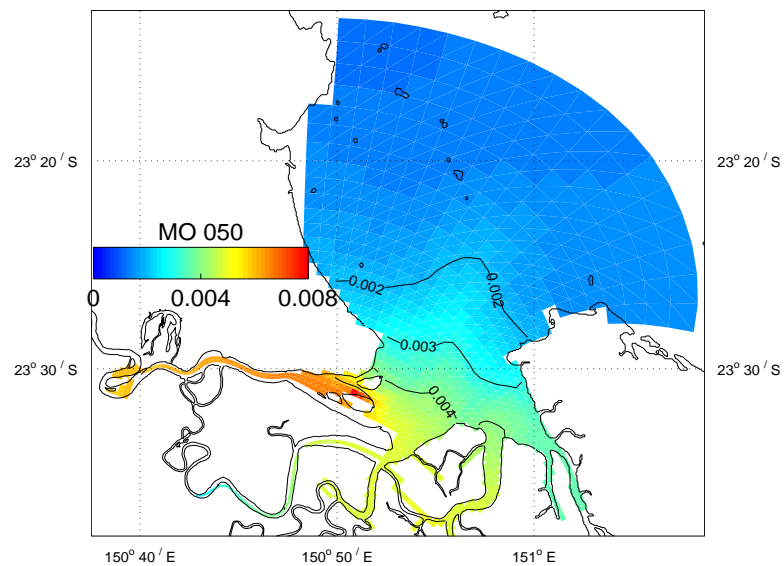 23° 20′ S
23° 20′ S
MO 050
0 0.004 0.008
0.002
0.002
0.003
23° 30′ S
23° 30′ S
0.004
150° 40′ E
150° 50′ E
151° E